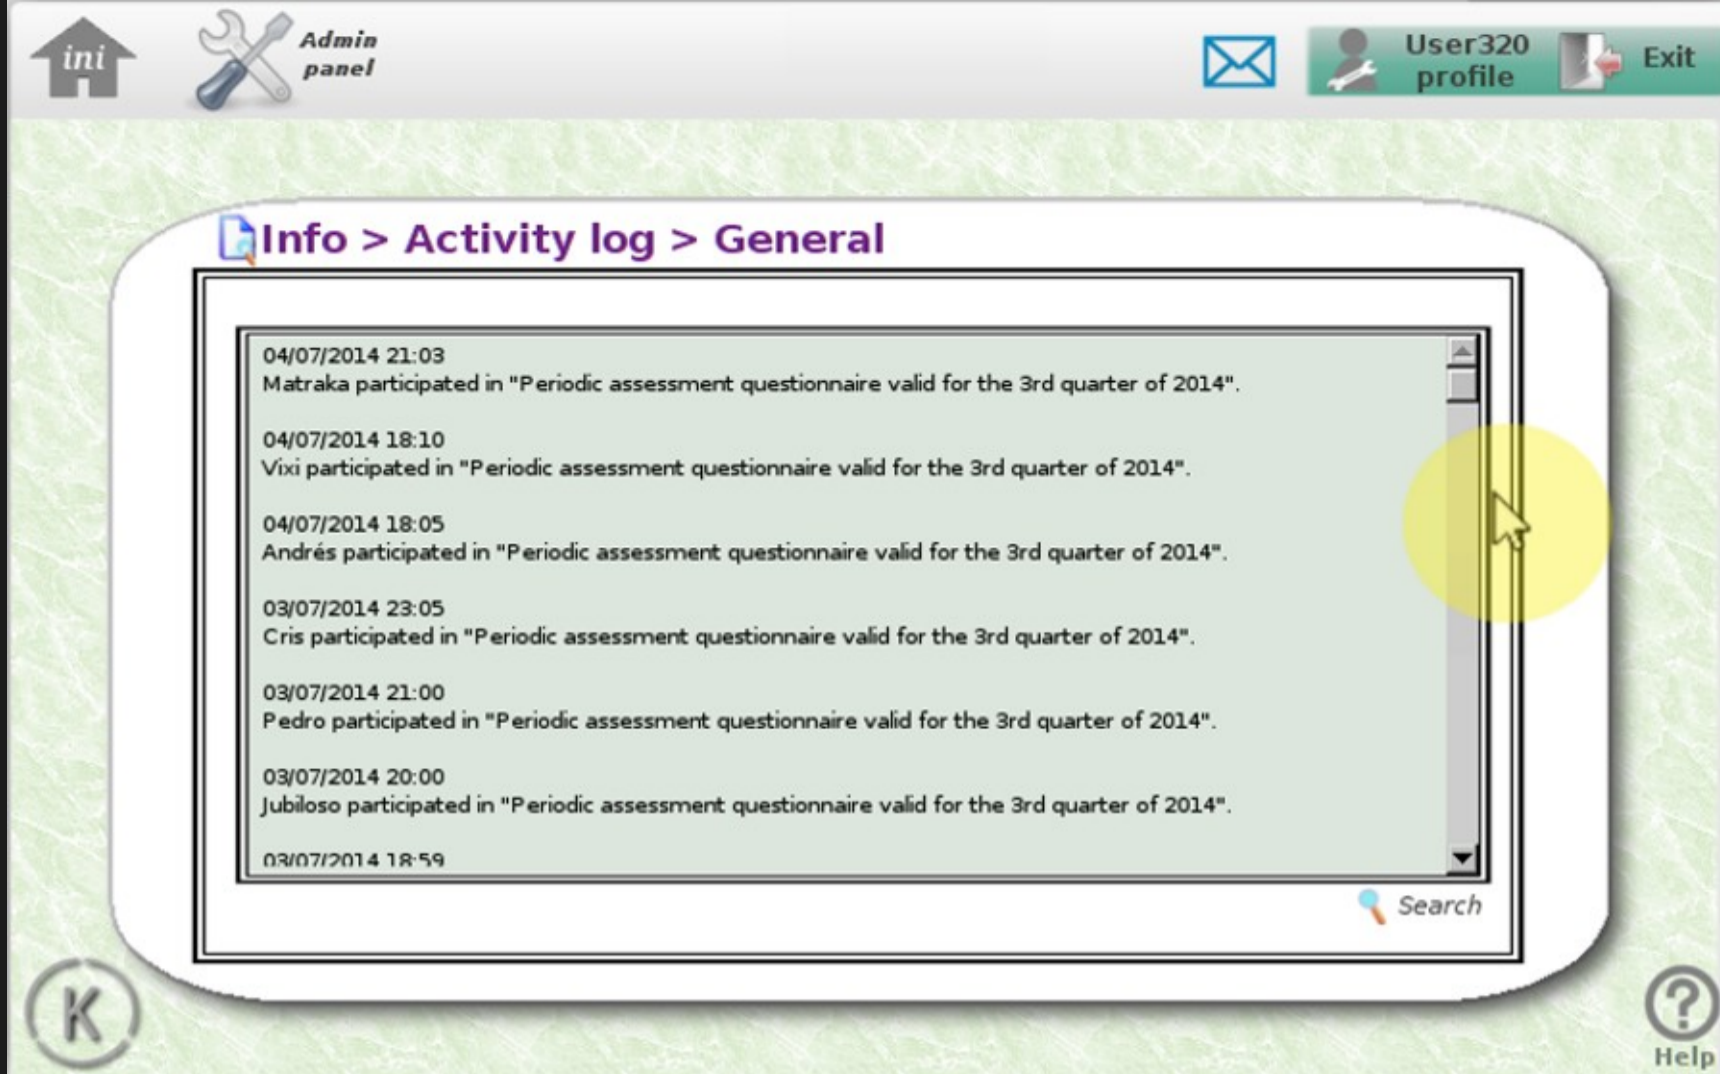 ini
Admin
panel
User320
profile
Exit
Info > Activity log > General
04/07/2014 21:03
Matraka participated in "Periodic assessment questionnaire valid for the 3rd quarter of 2014".
04/07/2014 18:10
Vixi participated in "Periodic assessment questionnaire valid for the 3rd quarter of 2014".
04/07/2014 18:05
Andrés participated in "Periodic assessment questionnaire valid for the 3rd quarter of 2014".
03/07/2014 23:05
Cris participated in "Periodic assessment questionnaire valid for the 3rd quarter of 2014".
03/07/2014 21:00
Pedro participated in "Periodic assessment questionnaire valid for the 3rd quarter of 2014".
03/07/2014 20:00
Jubiloso participated in "Periodic assessment questionnaire valid for the 3rd quarter of 2014".
03/07/2014 18:59
Search
K
?
Help